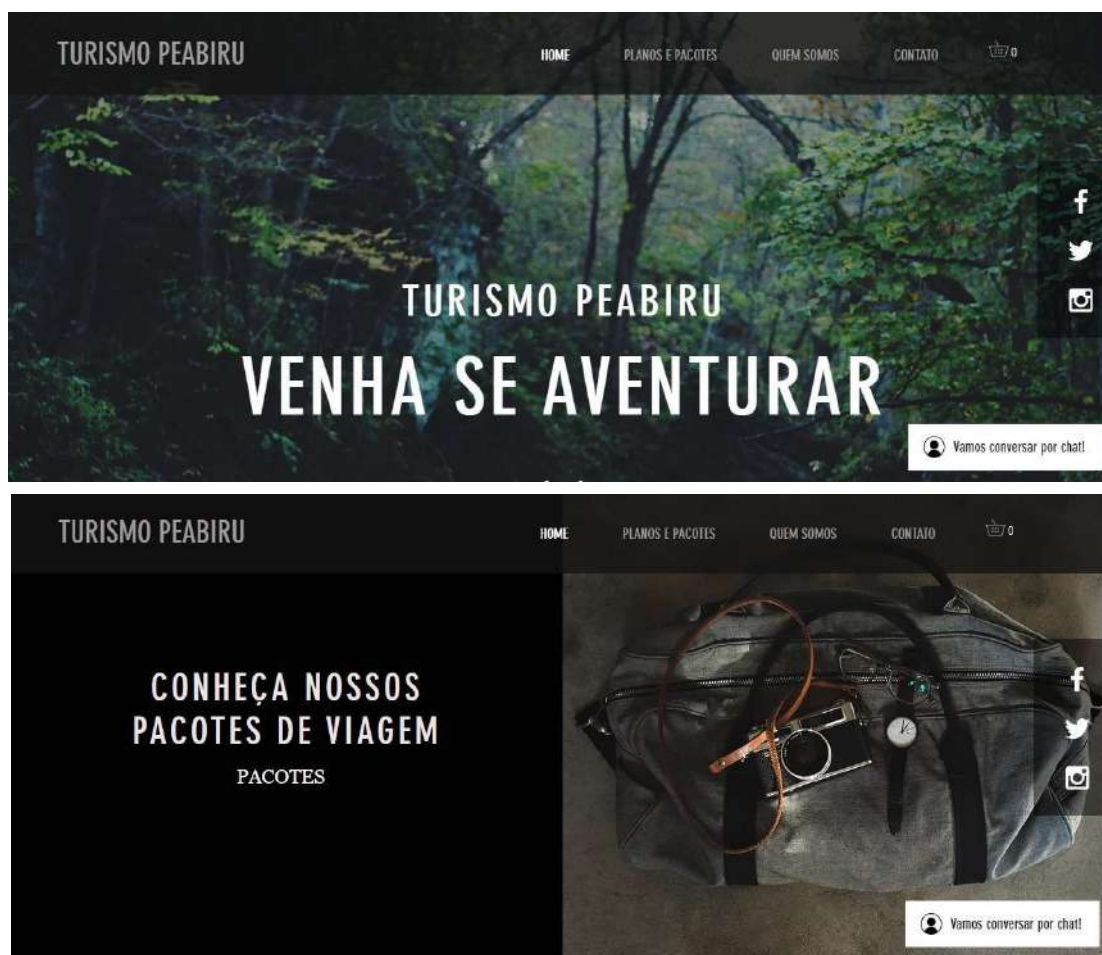 TURISMO PEABIRU
HOME PLANOS E PACOTES QUEM SOMOS CONTATO 0
TURISMO PEABIRU
VENHA SE AVENTURAR
Vamos conversar por chat!
TURISMO PEABIRU
HOME PLANOS E PACOTES QUEM SOMOS CONTATO 0
CONHEÇA NOSSOS
PACOTES DE VIAGEM
PACOTES
Vamos conversar por chat!